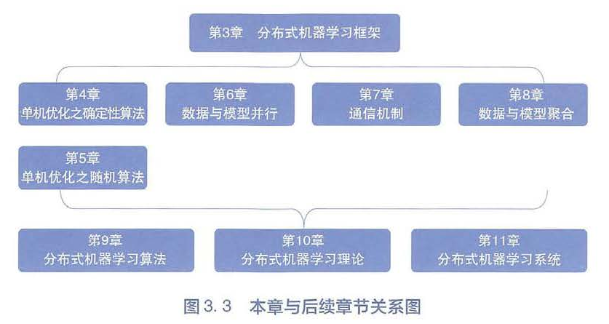 第3章 分布式机器学习框架
第4章
单机优化之确定性算法
第6章
数据与模型并行
第7章
通信机制
第8章
数据与模型聚合
第5章
单机优化之随机算法
第9章
分布式机器学习算法
第10章
分布式机器学习理论
第11章
分布式机器学习系统
图3.3 本章与后续章节关系图